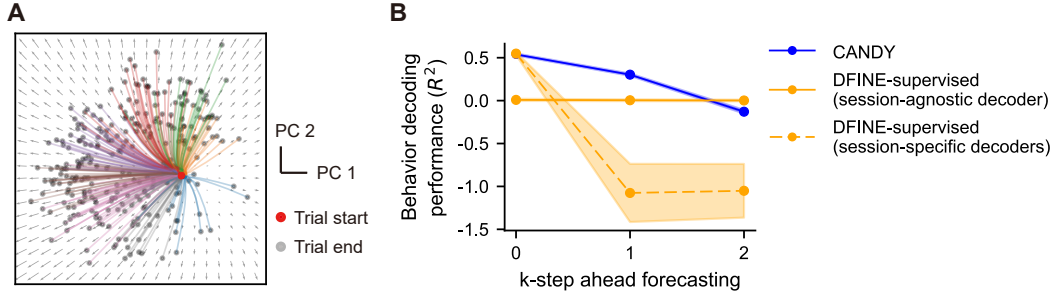 A
PC 2
PC 1
Trial start
Trial end
B
Behavior decoding
performance (R²)
0.5
0.0
-0.5
-1.0
-1.5
0 1 2
k-step ahead forecasting
CANDY
DFINE-supervised
(session-agnostic decoder)
DFINE-supervised
(session-specific decoders)